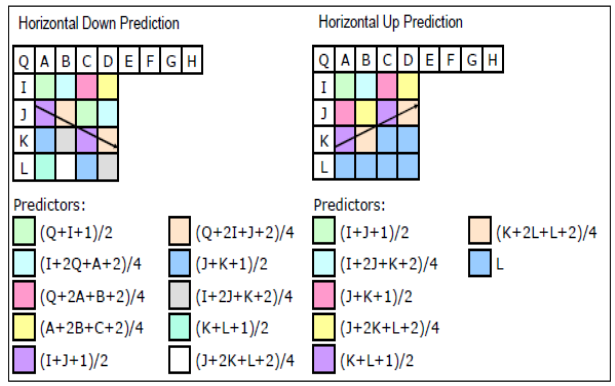 Horizontal Down Prediction
Q A B C D E F G H
I
J
K
L
Predictors:
(Q+I+1)/2
(Q+2I+J+2)/4
(I+2Q+A+2)/4
(J+K+1)/2
(Q+2A+B+2)/4
(I+2J+K+2)/4
(A+2B+C+2)/4
(K+L+1)/2
(I+J+1)/2
(J+2K+L+2)/4
Horizontal Up Prediction
Q A B C D E F G H
I
J
K
L
Predictors:
(I+J+1)/2
(K+2L+L+2)/4
(I+2J+K+2)/4
L
(J+K+1)/2
(J+2K+L+2)/4
(K+L+1)/2